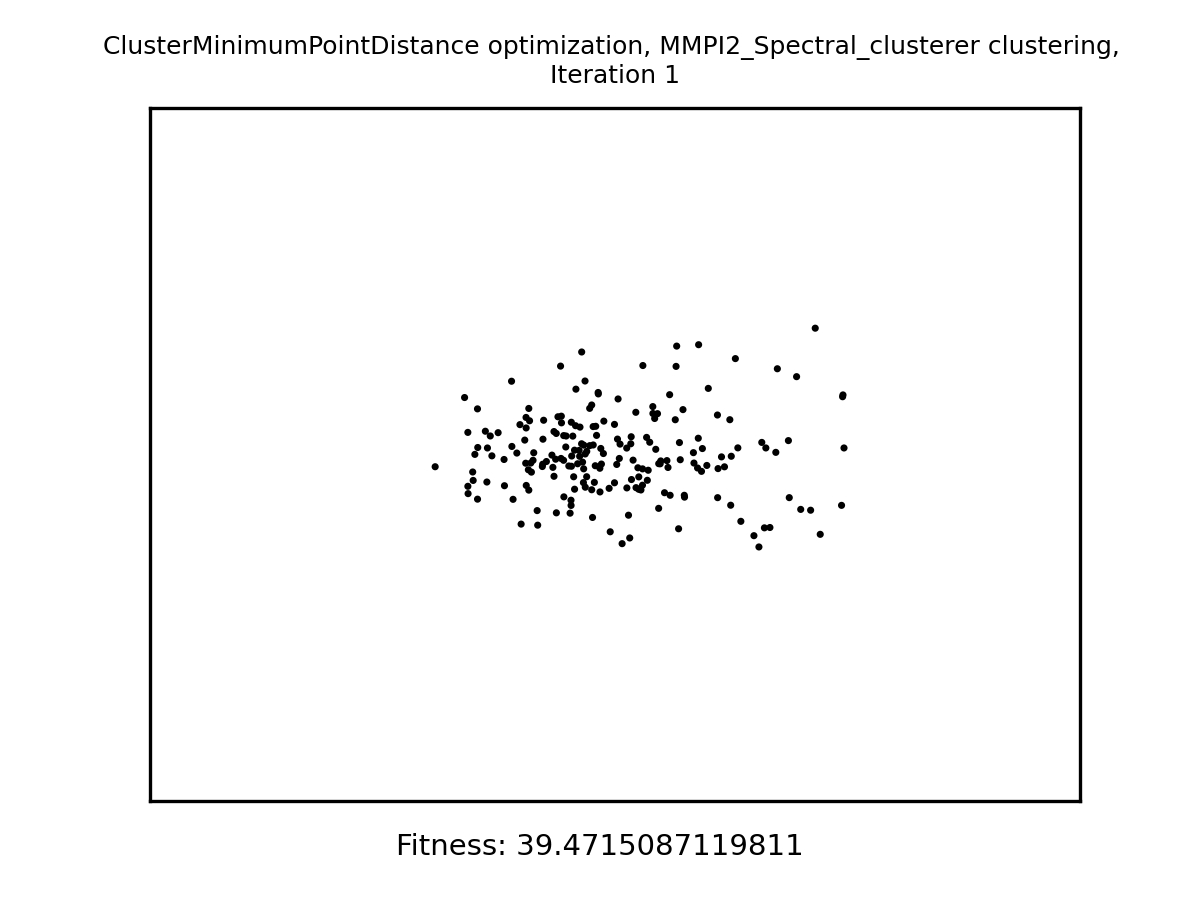 ClusterMinimumPointDistance optimization, MMPI2_Spectral_clusterer clustering,
Iteration 1
Fitness: 39.4715087119811